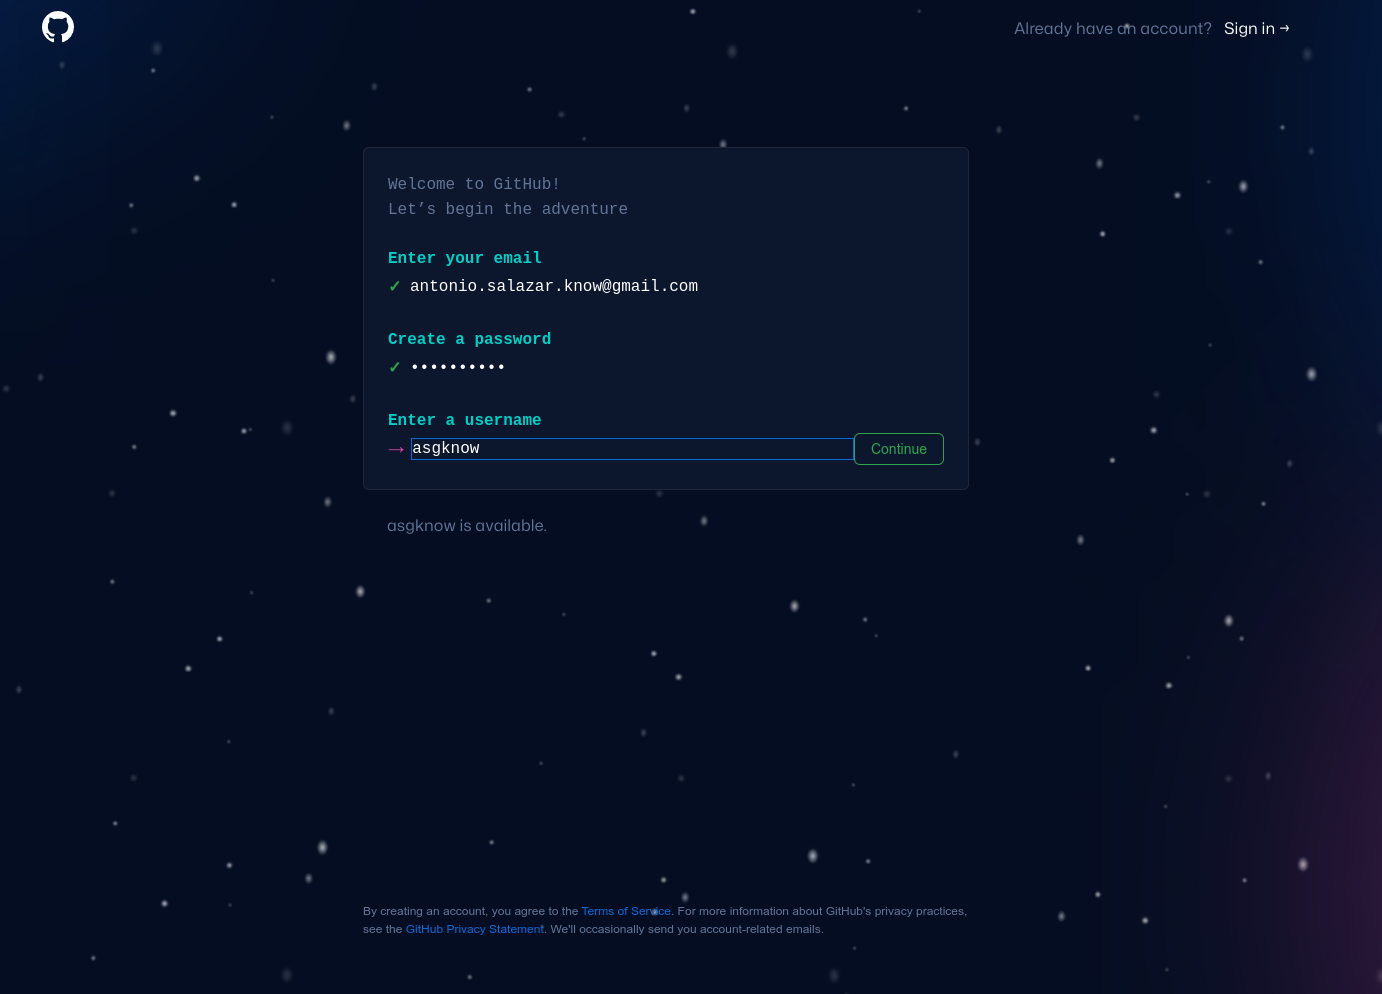 Already have an account? Sign in →
Welcome to GitHub!
Let’s begin the adventure
Enter your email
✓ antonio.salazar.know@gmail.com
Create a password
✓ ••••••••••
Enter a username
→ asgknow Continue
asgknow is available.
By creating an account, you agree to the Terms of Service. For more information about GitHub's privacy practices,
see the GitHub Privacy Statement. We'll occasionally send you account-related emails.